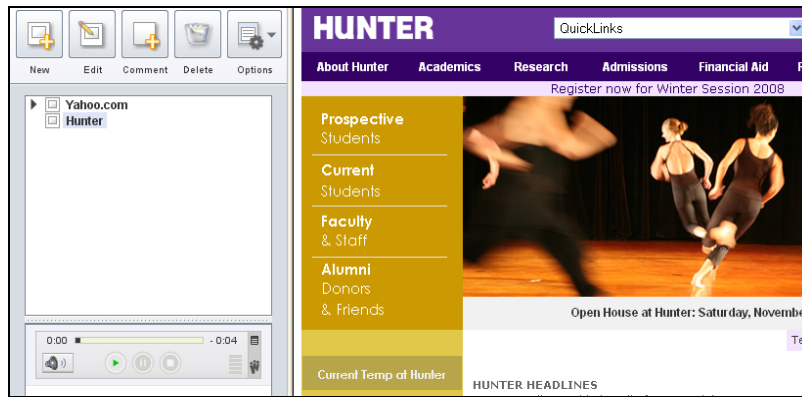 New Edit Comment Delete Options
Yahoo.com
Hunter
0:00 - 0:04
HUNTER
QuickLinks
About Hunter Academics Research Admissions Financial Aid
Register now for Winter Session 2008
Prospective
Students
Current
Students
Faculty
& Staff
Alumni
Donors
& Friends
Open House at Hunter: Saturday, Novembe
Te
Current Temp at Hunter
HUNTER HEADLINES